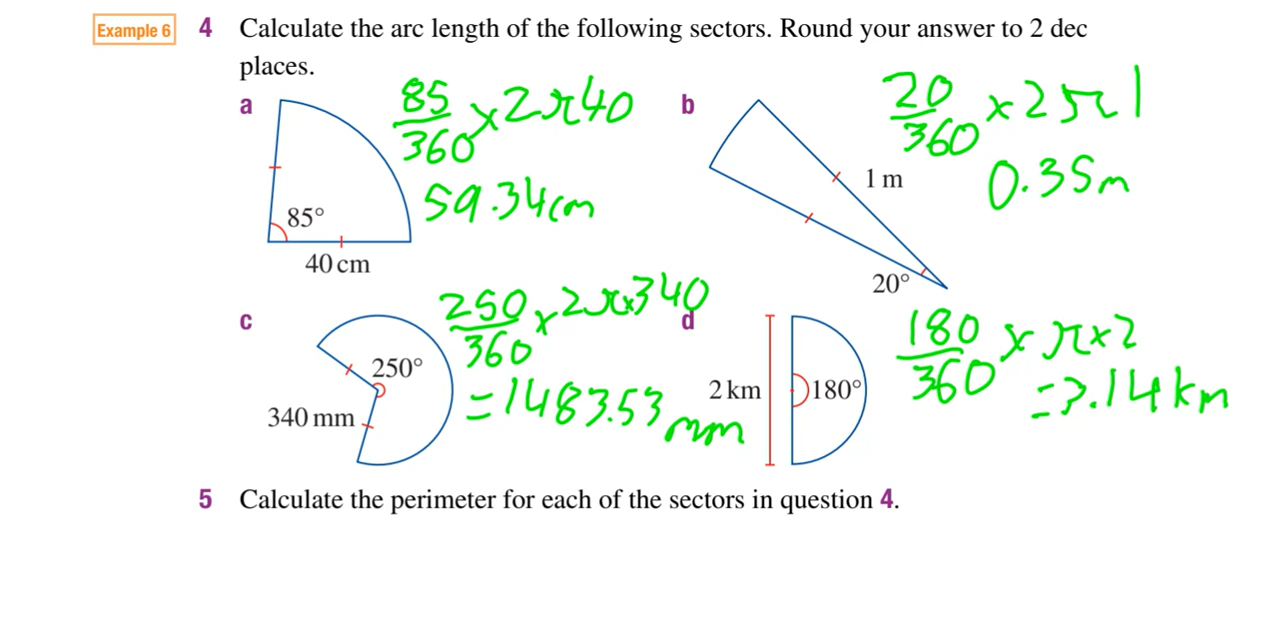 Example 6 4 Calculate the arc length of the following sectors. Round your answer to 2 dec
places.
a
85/360 x 2π40
59.34cm
85°
40 cm
b
20/360 x 2π1
0.35m
1 m
20°
c
250/360 x 2π x 340
= 1483.53 mm
250°
340 mm
d
180/360 x π x 2
= 3.14km
2 km
180°
5 Calculate the perimeter for each of the sectors in question 4.